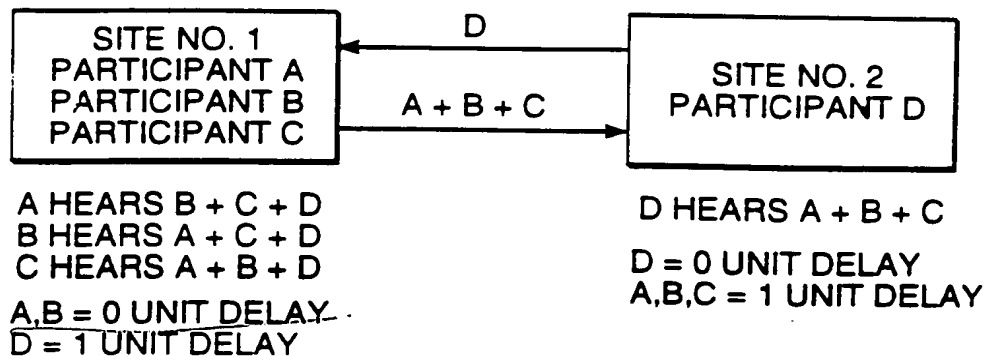 SITE NO. 1
PARTICIPANT A
PARTICIPANT B
PARTICIPANT C
D
A + B + C
SITE NO. 2
PARTICIPANT D
A HEARS B + C + D
B HEARS A + C + D
C HEARS A + B + D
A,B = 0 UNIT DELAY
D = 1 UNIT DELAY
D HEARS A + B + C
D = 0 UNIT DELAY
A,B,C = 1 UNIT DELAY